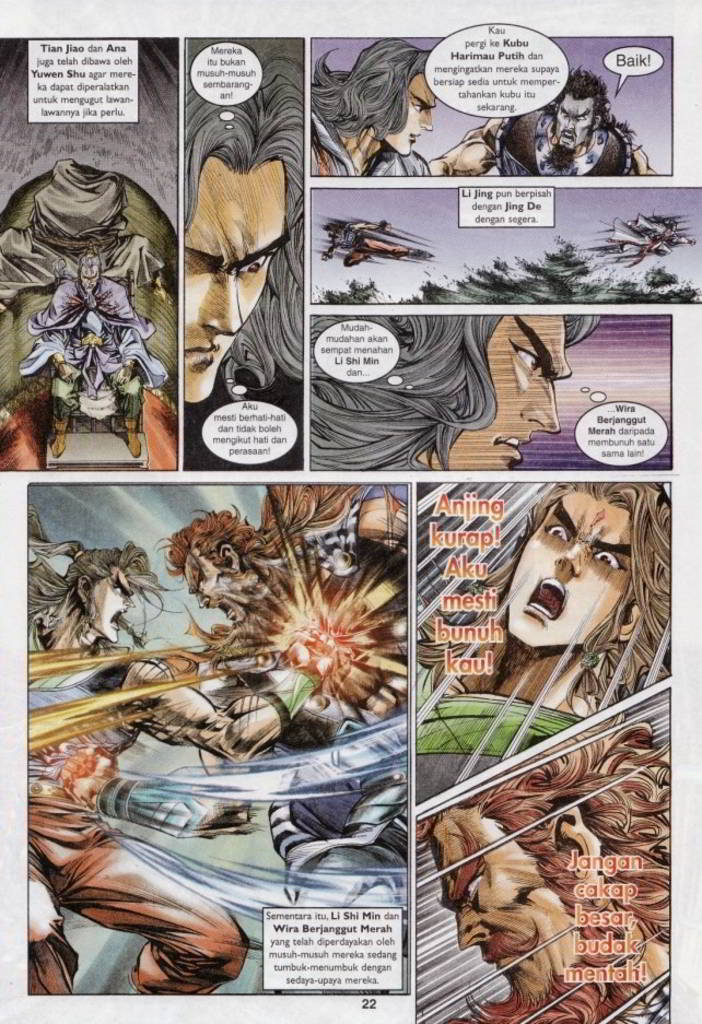 Tian Jiao dan Ana
juga telah dibawa oleh
Yuwen Shu agar mere-
ka dapat diperalatkan
untuk mengugut lawan-
lawannya jika perlu.
Mereka
itu bukan
musuh-musuh
sembarang-
an!
Aku
mesti berhati-hati
dan tidak boleh
mengikut hati dan
perasaan!
Kau
pergi ke Kubu
Harimau Putih dan
mengingatkan mereka supaya
bersiap sedia untuk memper-
tahankan kubu itu
sekarang.
Baik!
Li Jing pun berpisah
dengan Jing De
dengan segera.
Mudah-
mudahan akan
sempat menahan
Li Shi Min
dan...
...Wira
Berjanggut
Merah daripada
membunuh satu
sama lain!
Sementara itu, Li Shi Min dan
Wira Berjanggut Merah
yang telah diperdayakan oleh
musuh-musuh mereka sedang
tumbuk-menumbuk dengan
sedaya-upaya mereka.
Anjing
kurap!
Aku
mesti
bunuh
kau!
Jangan
cakap
besar,
budak
mentah!
22